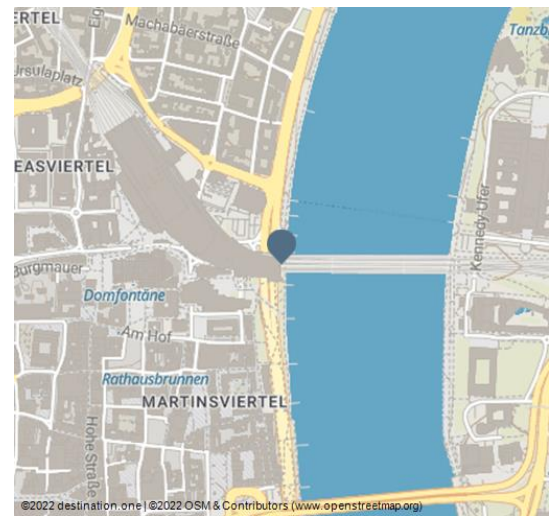 ERTEL
Eig
Machabäerstraße
Tanzb
Ursulaplatz
EASVIERTEL
Kennedy-Ufer
Burgmauer
Domfontäne
Am Hof
Rathausbrunnen
MARTINSVIERTEL
Hohe Straße
©2022 destination.one | ©2022 OSM & Contributors (www.openstreetmap.org)